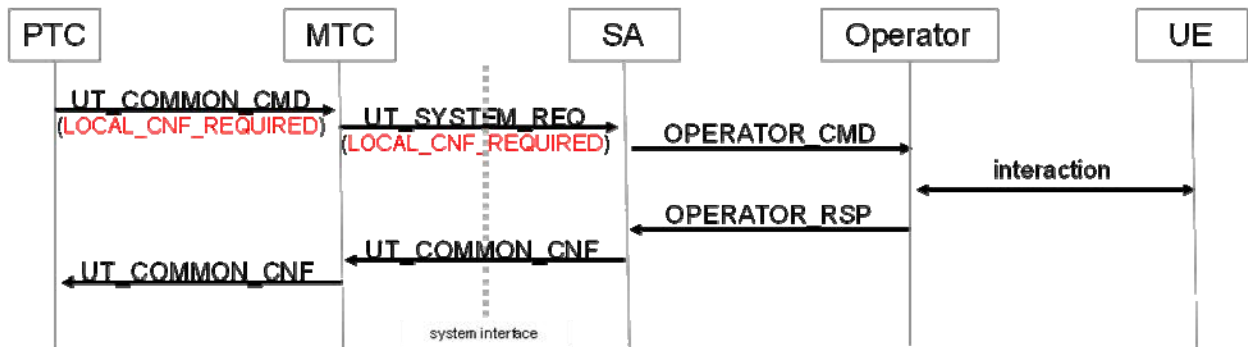 PTC MTC SA Operator UE
UT_COMMON_CMD
(LOCAL_CNF_REQUIRED)
UT_SYSTEM_REQ
(LOCAL_CNF_REQUIRED)
OPERATOR_CMD
interaction
OPERATOR_RSP
UT_COMMON_CNF
UT_COMMON_CNF
system interface